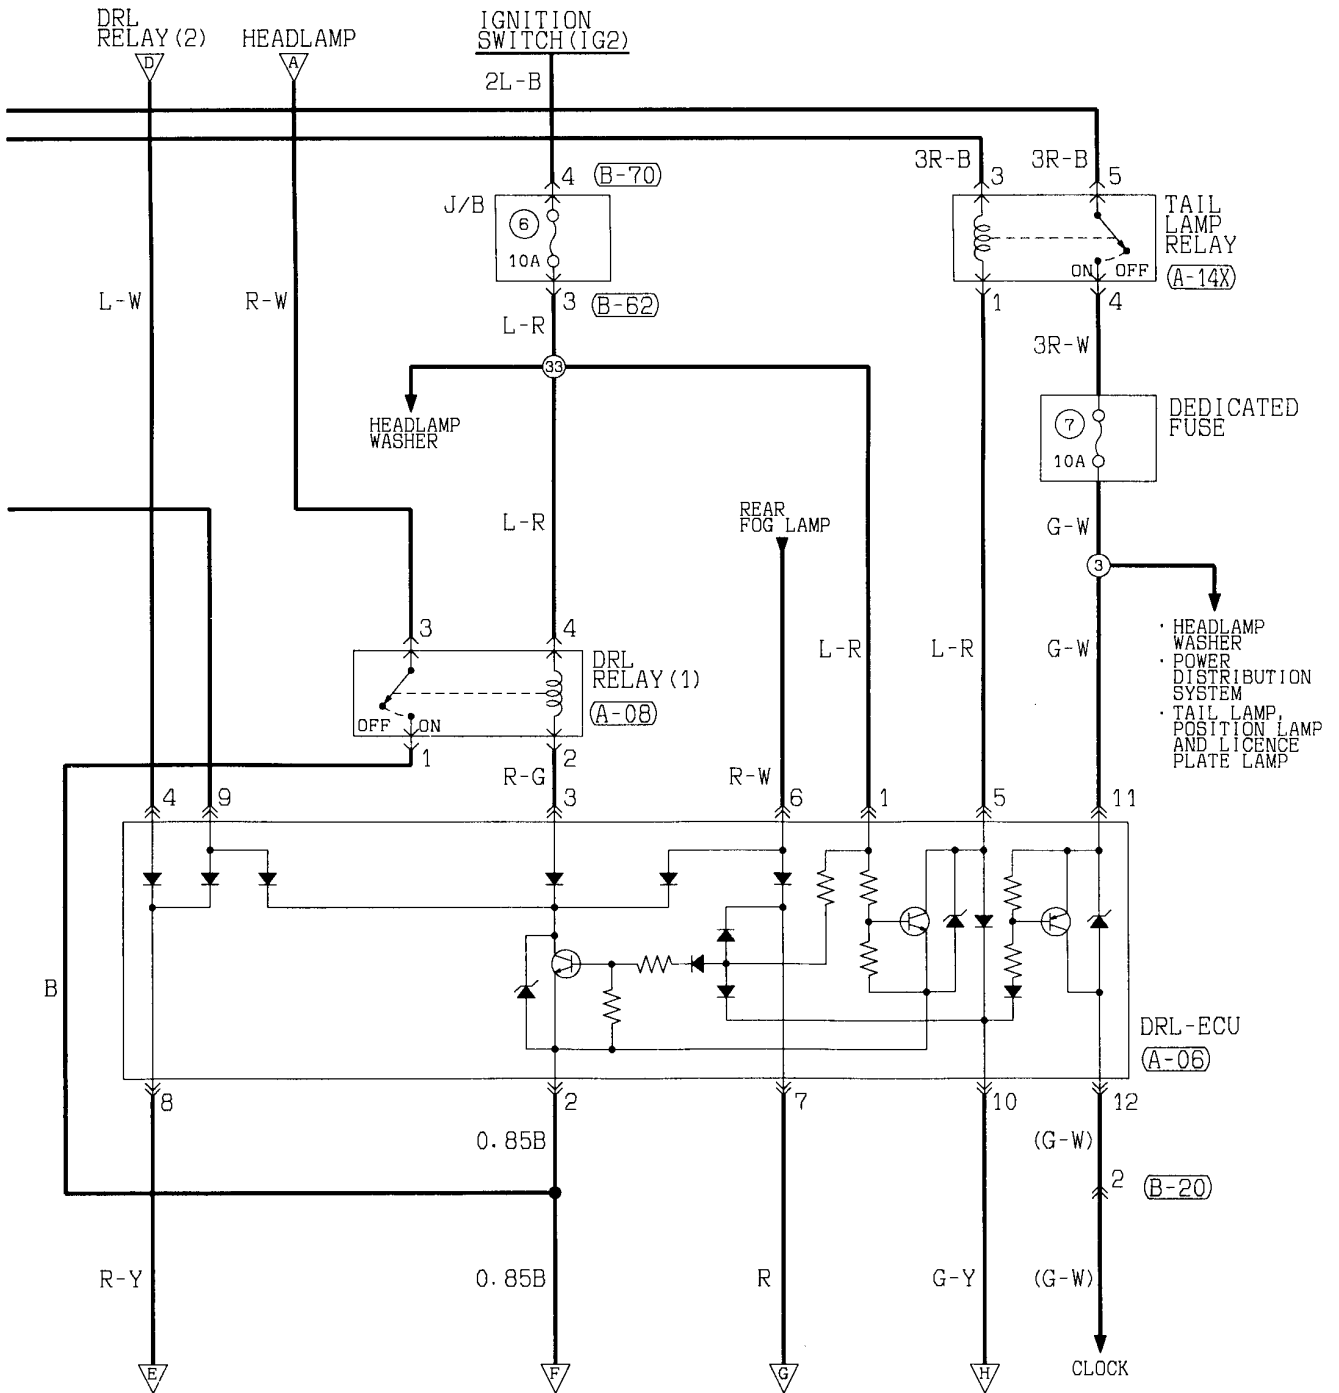 DRL
RELAY(2)
HEADLAMP
IGNITION
SWITCH(IG2)
D
A
2L-B
3R-B
3R-B
4
B-70
3
5
J/B
6
10A
TAIL
LAMP
RELAY
ON
OFF
A-14X
L-W
R-W
3
B-62
1
4
L-R
3R-W
33
HEADLAMP
WASHER
7
10A
DEDICATED
FUSE
L-R
REAR
FOG LAMP
G-W
3
3
4
L-R
L-R
G-W
· HEADLAMP
WASHER
· POWER
DISTRIBUTION
SYSTEM
· TAIL LAMP,
POSITION LAMP
AND LICENCE
PLATE LAMP
DRL
RELAY(1)
A-08
OFF
ON
1
2
R-G
R-W
4
9
3
6
1
5
11
B
DRL-ECU
A-06
8
2
7
10
12
0.85B
(G-W)
2
B-20
R-Y
0.85B
R
G-Y
(G-W)
E
F
G
H
CLOCK